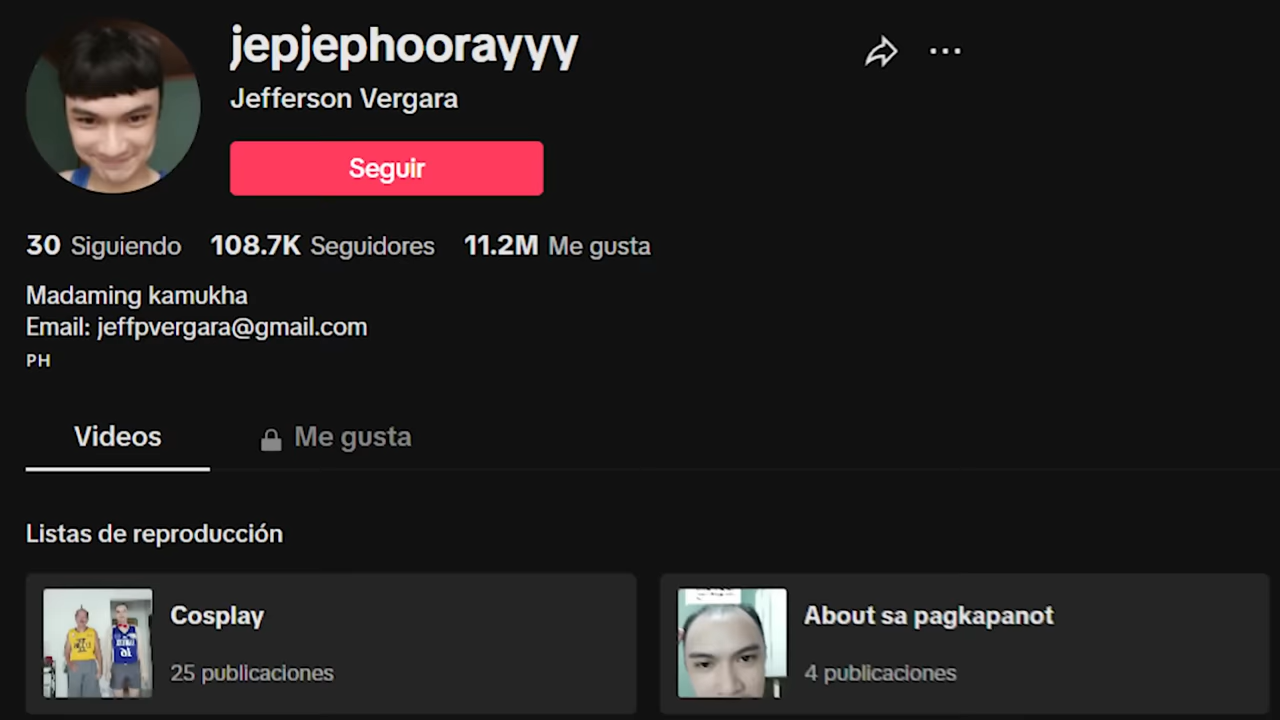 jepjephoorayyy
Jefferson Vergara
Seguir
30 Siguiendo 108.7K Seguidores 11.2M Me gusta
Madaming kamukha
Email: jeffpvergara@gmail.com
PH
Videos Me gusta
Listas de reproducción
Cosplay
25 publicaciones
About sa pagkapanot
4 publicaciones